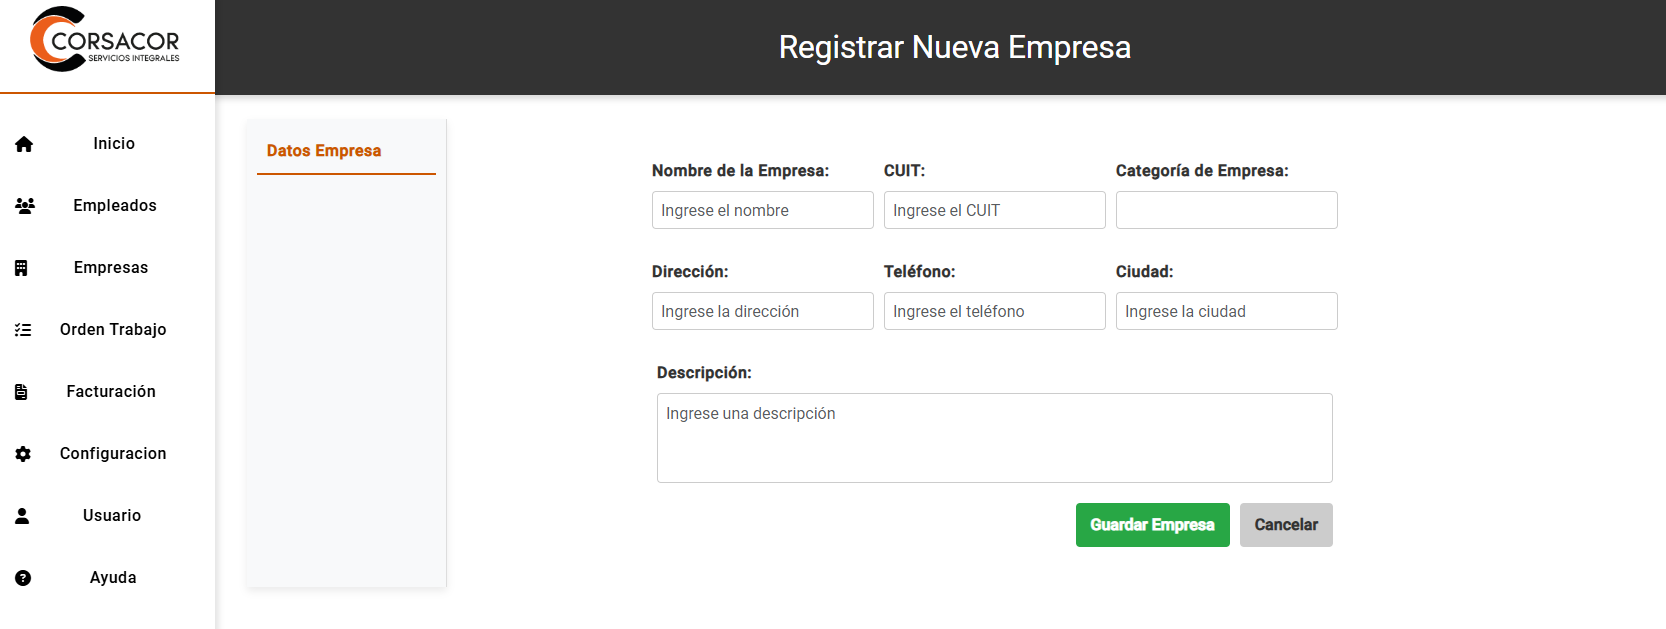 CORSACOR
SERVICIOS INTEGRALES
Registrar Nueva Empresa
Inicio
Empleados
Empresas
Orden Trabajo
Facturación
Configuracion
Usuario
Ayuda
Datos Empresa
Nombre de la Empresa: CUIT: Categoría de Empresa:
Ingrese el nombre Ingrese el CUIT
Dirección: Teléfono: Ciudad:
Ingrese la dirección Ingrese el teléfono Ingrese la ciudad
Descripción:
Ingrese una descripción
Guardar Empresa Cancelar